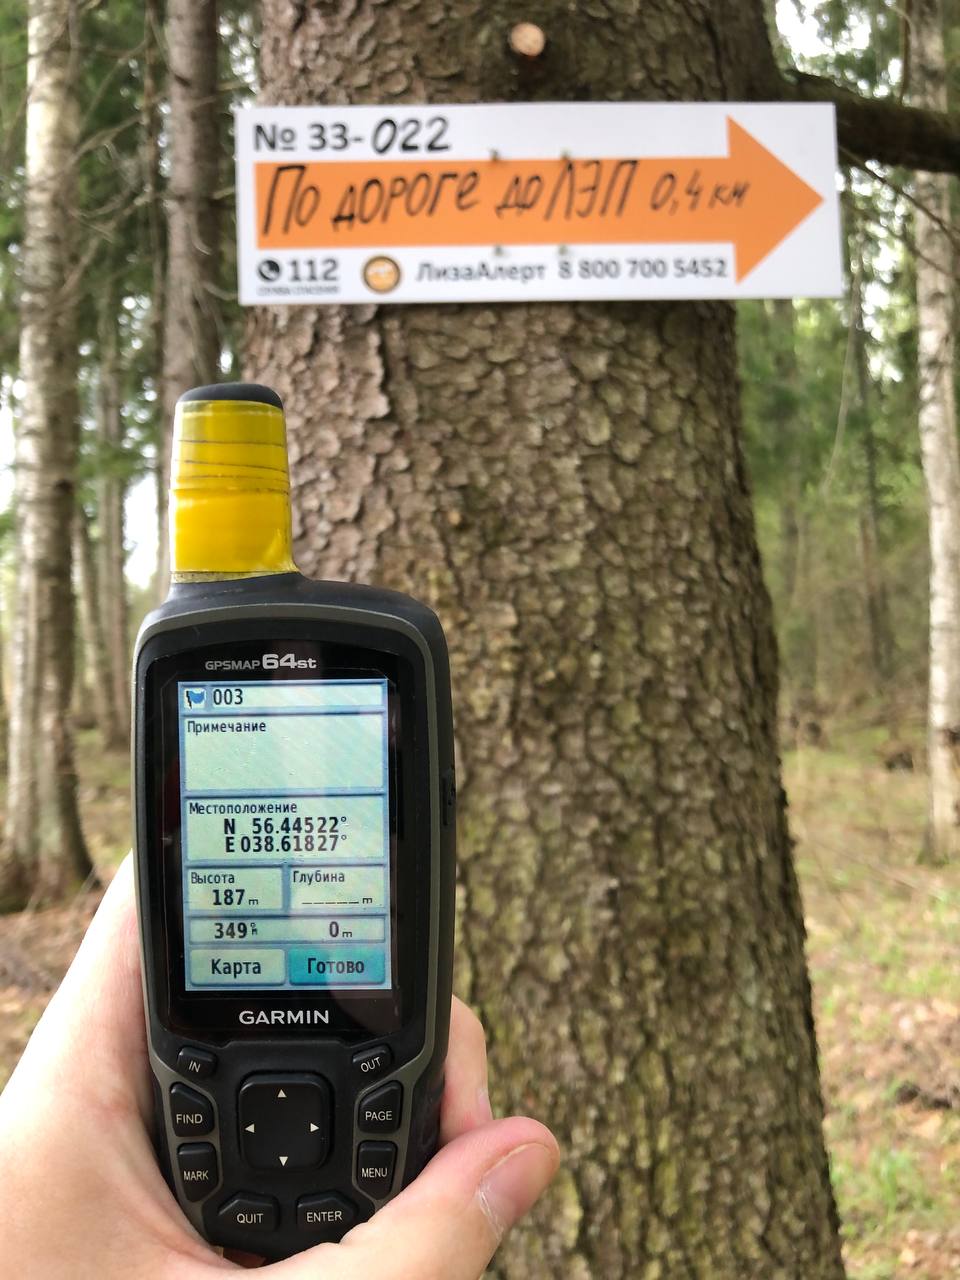 № 33-022
По дороге до ЛЭП 0,4 км
112 ЛизаАлерт 8 800 700 5452
СЛУЖБА СПАСЕНИЯ
GPSMAP 64st
003
Примечание
Местоположение
N 56.44522°
E 038.61827°
Высота Глубина
187 m _____ m
349° 0 m
Карта Готово
GARMIN
IN OUT
FIND PAGE
MARK MENU
QUIT ENTER